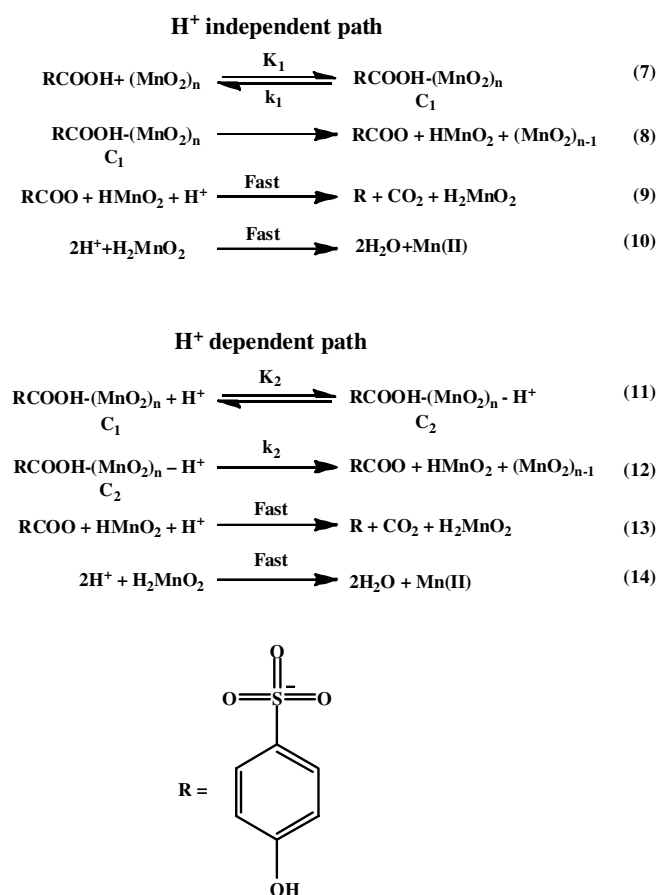 H⁺ independent path
K₁
RCOOH+ (MnO₂)ₙ RCOOH-(MnO₂)ₙ (7)
k₁ C₁
RCOOH-(MnO₂)ₙ RCOO + HMnO₂ + (MnO₂)ₙ₋₁ (8)
C₁
Fast
RCOO + HMnO₂ + H⁺ R + CO₂ + H₂MnO₂ (9)
Fast
2H⁺+H₂MnO₂ 2H₂O+Mn(II) (10)
H⁺ dependent path
K₂
RCOOH-(MnO₂)ₙ + H⁺ RCOOH-(MnO₂)ₙ - H⁺ (11)
C₁ C₂
k₂
RCOOH-(MnO₂)ₙ – H⁺ RCOO + HMnO₂ + (MnO₂)ₙ₋₁ (12)
C₂
Fast
RCOO + HMnO₂ + H⁺ R + CO₂ + H₂MnO₂ (13)
Fast
2H⁺ + H₂MnO₂ 2H₂O + Mn(II) (14)
O
O S O
R =
OH